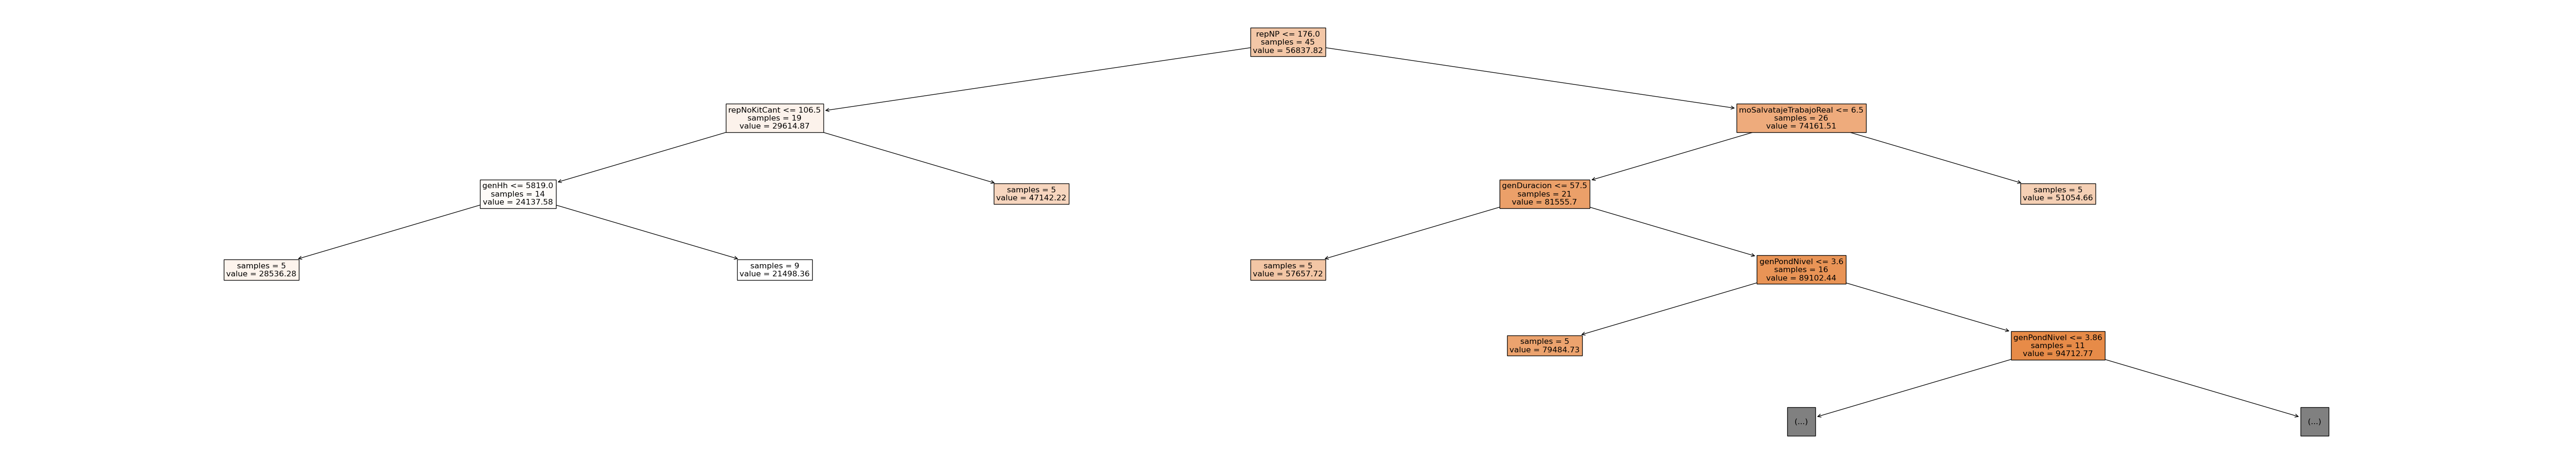 repNP <= 176.0
samples = 45
value = 56837.82
repNoKitCant <= 106.5
samples = 19
value = 29614.87
moSalvatajeTrabajoReal <= 6.5
samples = 26
value = 74161.51
genHh <= 5819.0
samples = 14
value = 24137.58
samples = 5
value = 47142.22
genDuracion <= 57.5
samples = 21
value = 81555.7
samples = 5
value = 51054.66
samples = 5
value = 28536.28
samples = 9
value = 21498.36
samples = 5
value = 57657.72
genPondNivel <= 3.6
samples = 16
value = 89102.44
samples = 5
value = 79484.73
genPondNivel <= 3.86
samples = 11
value = 94712.77
(...)
(...)